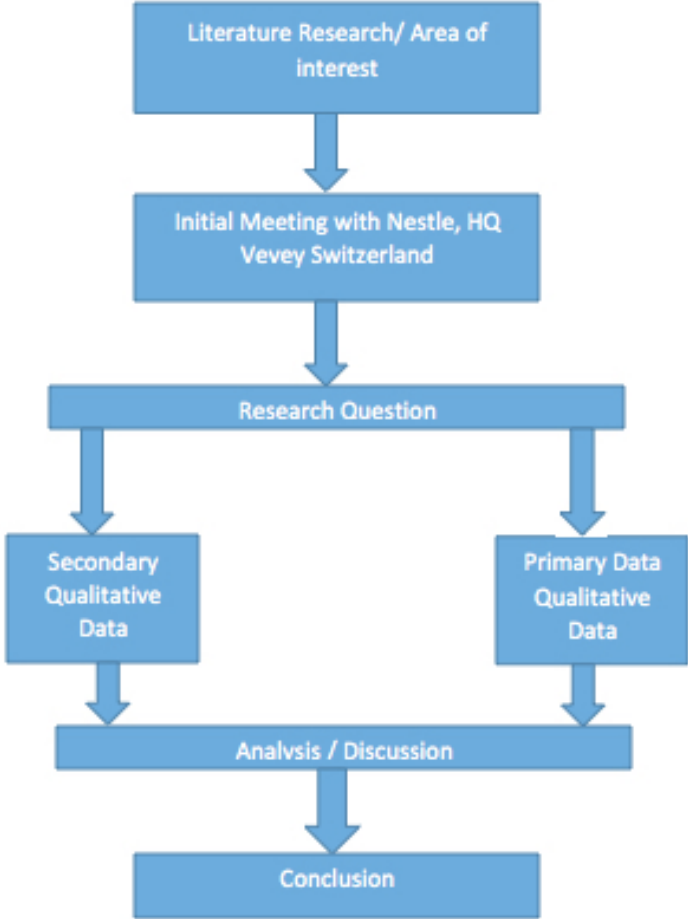 Literature Research/ Area of
interest
Initial Meeting with Nestle, HQ
Vevey Switzerland
Research Question
Secondary
Qualitative
Data
Primary Data
Qualitative
Data
Analysis / Discussion
Conclusion